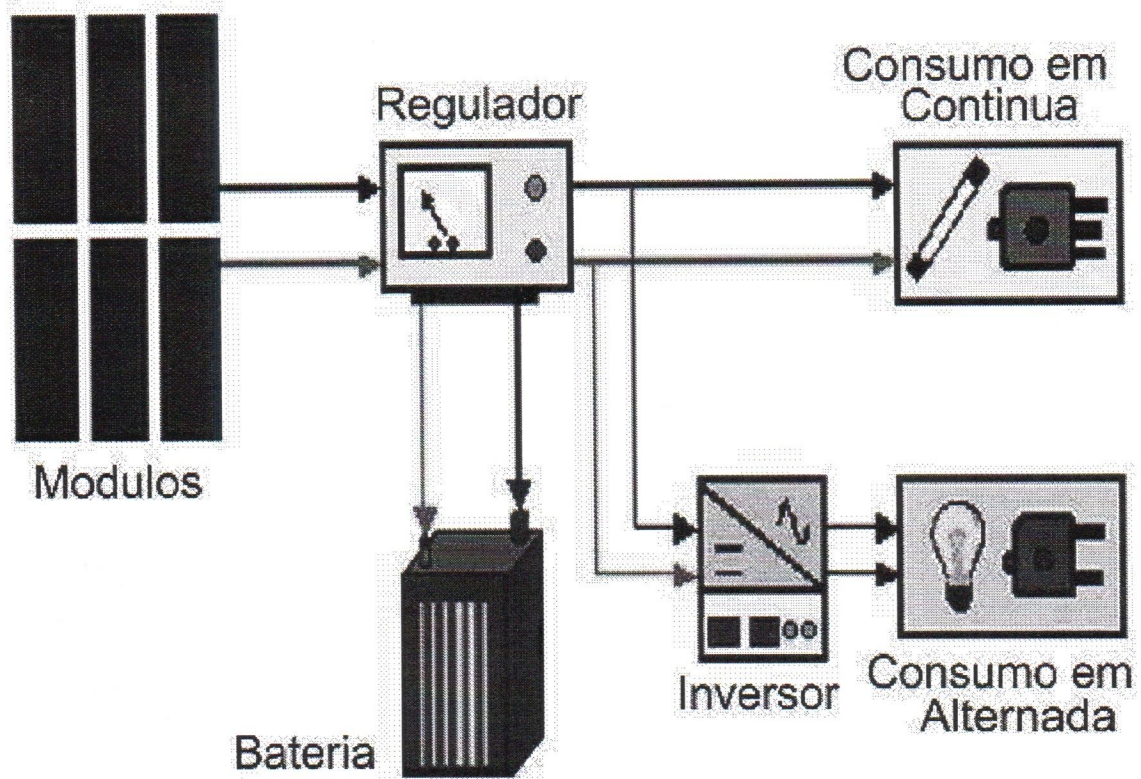 Regulador
Consumo em
Continua
Modulos
Bateria
Inversor
Consumo em
Alternada